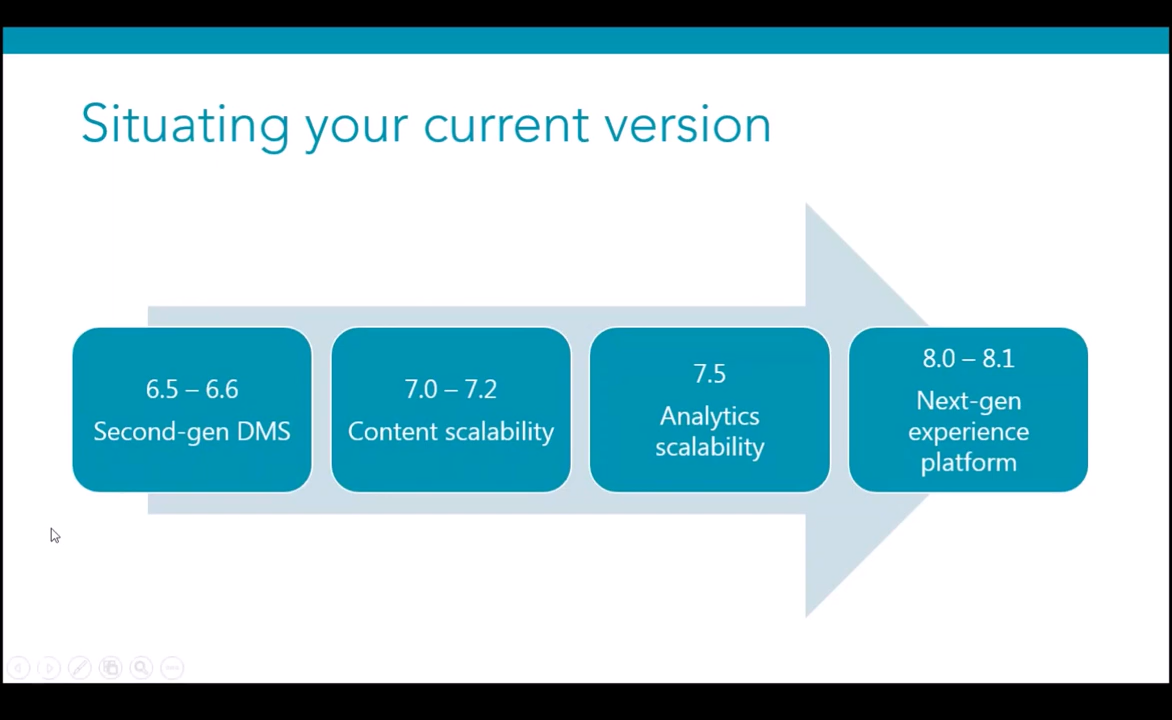 Situating your current version
6.5 – 6.6
Second-gen DMS
7.0 – 7.2
Content scalability
7.5
Analytics
scalability
8.0 – 8.1
Next-gen
experience
platform